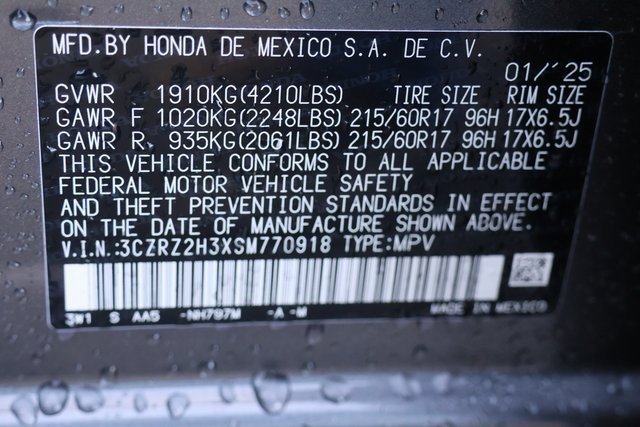 MFD.BY HONDA DE MEXICO S.A. DE C.V.
01/'25
GVWR 1910KG(4210LBS) TIRE SIZE RIM SIZE
GAWR F 1020KG(2248LBS) 215/60R17 96H 17X6.5J
GAWR R. 935KG(2061LBS) 215/60R17 96H 17X6.5J
THIS VEHICLE CONFORMS TO ALL APPLICABLE
FEDERAL MOTOR VEHICLE SAFETY
AND THEFT PREVENTION STANDARDS IN EFFECT
ON THE DATE OF MANUFACTURE SHOWN ABOVE.
V.I.N.:3CZRZ2H3XSM770918 TYPE:MPV
3W1 S AA5 -NH797M -A -M MADE IN MEXICO